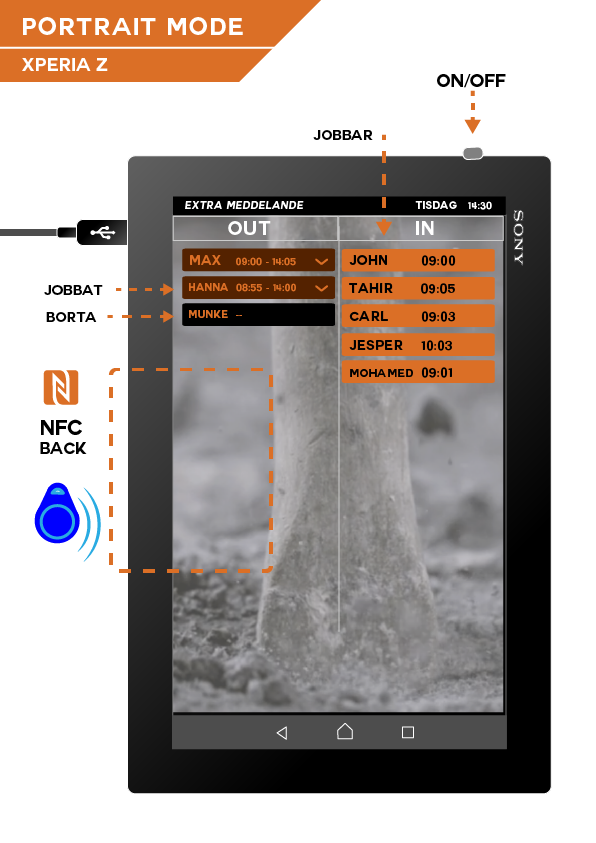 PORTRAIT MODE
XPERIA Z
ON/OFF
JOBBAR
EXTRA MEDDELANDE TISDAG 14:30
OUT IN
SONY
MAX 09:00 - 14:05
HANNA 08:55 - 14:00
MUNKE --
JOHN 09:00
TAHIR 09:05
CARL 09:03
JESPER 10:03
MOHAMED 09:01
JOBBAT
BORTA
NFC
BACK